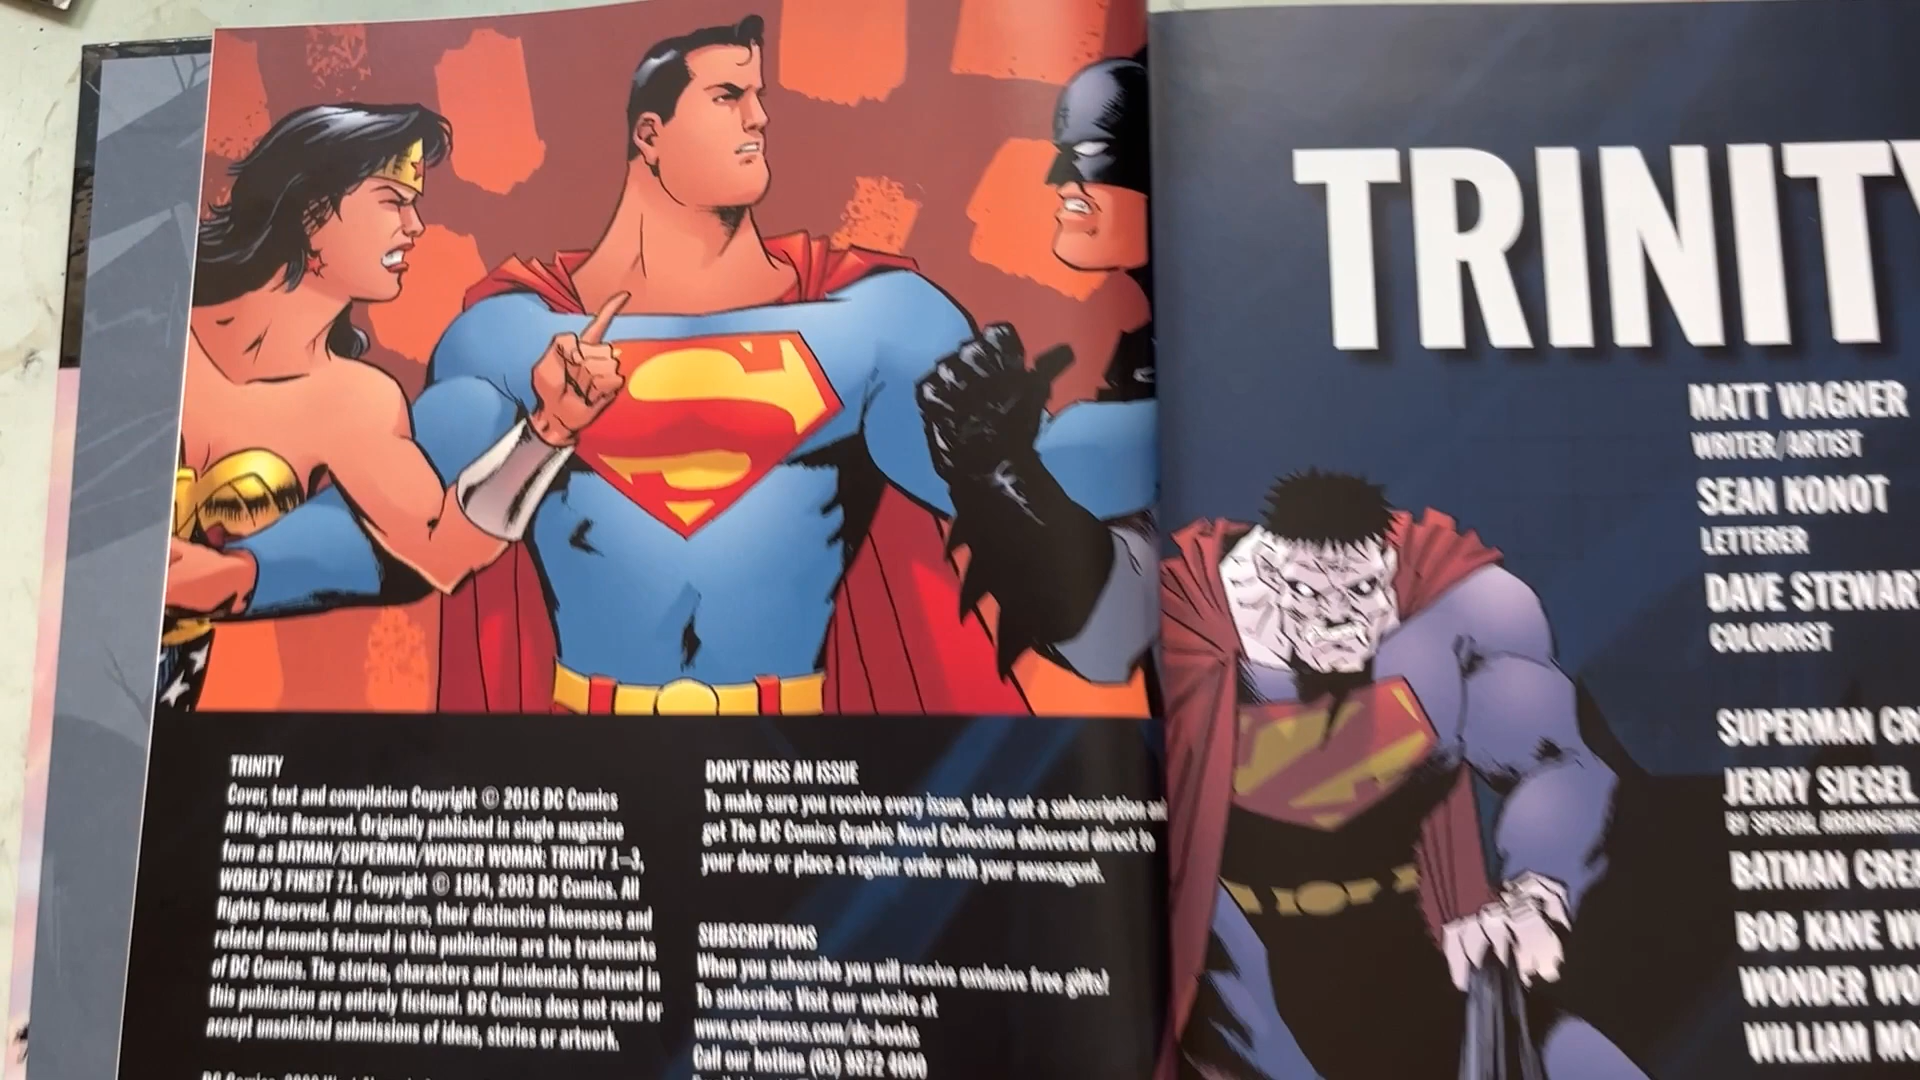 TRINITY
Cover, text and compilation Copyright © 2016 DC Comics
All Rights Reserved. Originally published in single magazine
form as BATMAN/SUPERMAN/WONDER WOMAN: TRINITY 1–3,
WORLD'S FINEST 71. Copyright © 1954, 2003 DC Comics. All
Rights Reserved. All characters, their distinctive likenesses and
related elements featured in this publication are the trademarks
of DC Comics. The stories, characters and incidentals featured in
this publication are entirely fictional. DC Comics does not read or
accept unsolicited submissions of ideas, stories or artwork.
DON'T MISS AN ISSUE
To make sure you receive every issue, take out a subscription
get The DC Comics Graphic Novel Collection delivered direct to
your door or place a regular order with your newsagent.
SUBSCRIPTIONS
When you subscribe you will receive exclusive free gifts!
To subscribe: Visit our website at
www.eaglemoss.com/dc-books
Call our hotline (03) 9872 4000
TRINITY
MATT WAGNER
WRITER/ARTIST
SEAN KONOT
LETTERER
DAVE STEWART
COLOURIST
SUPERMAN CR
JERRY SIEGEL
BY SPECIAL
BATMAN CRE
BOB KANE W
WONDER WO
WILLIAM MO